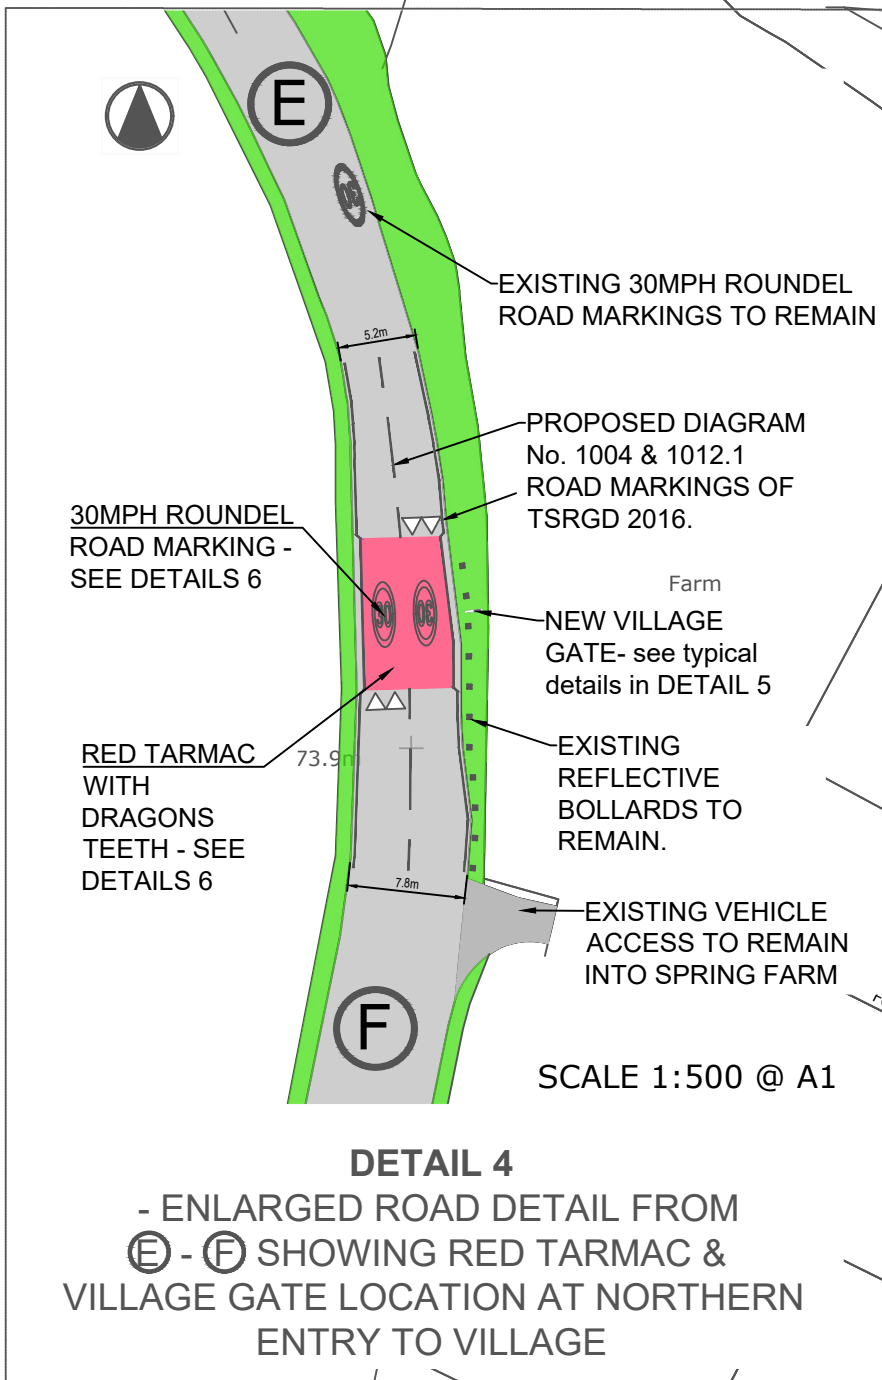 E
30
EXISTING 30MPH ROUNDEL
ROAD MARKINGS TO REMAIN
5.2m
PROPOSED DIAGRAM
No. 1004 & 1012.1
ROAD MARKINGS OF
TSRGD 2016.
30MPH ROUNDEL
ROAD MARKING -
SEE DETAILS 6
Farm
30
30
NEW VILLAGE
GATE- see typical
details in DETAIL 5
RED TARMAC
WITH
DRAGONS
TEETH - SEE
DETAILS 6
73.9m
EXISTING
REFLECTIVE
BOLLARDS TO
REMAIN.
7.8m
EXISTING VEHICLE
ACCESS TO REMAIN
INTO SPRING FARM
F
SCALE 1:500 @ A1
DETAIL 4
- ENLARGED ROAD DETAIL FROM
E - F SHOWING RED TARMAC &
VILLAGE GATE LOCATION AT NORTHERN
ENTRY TO VILLAGE